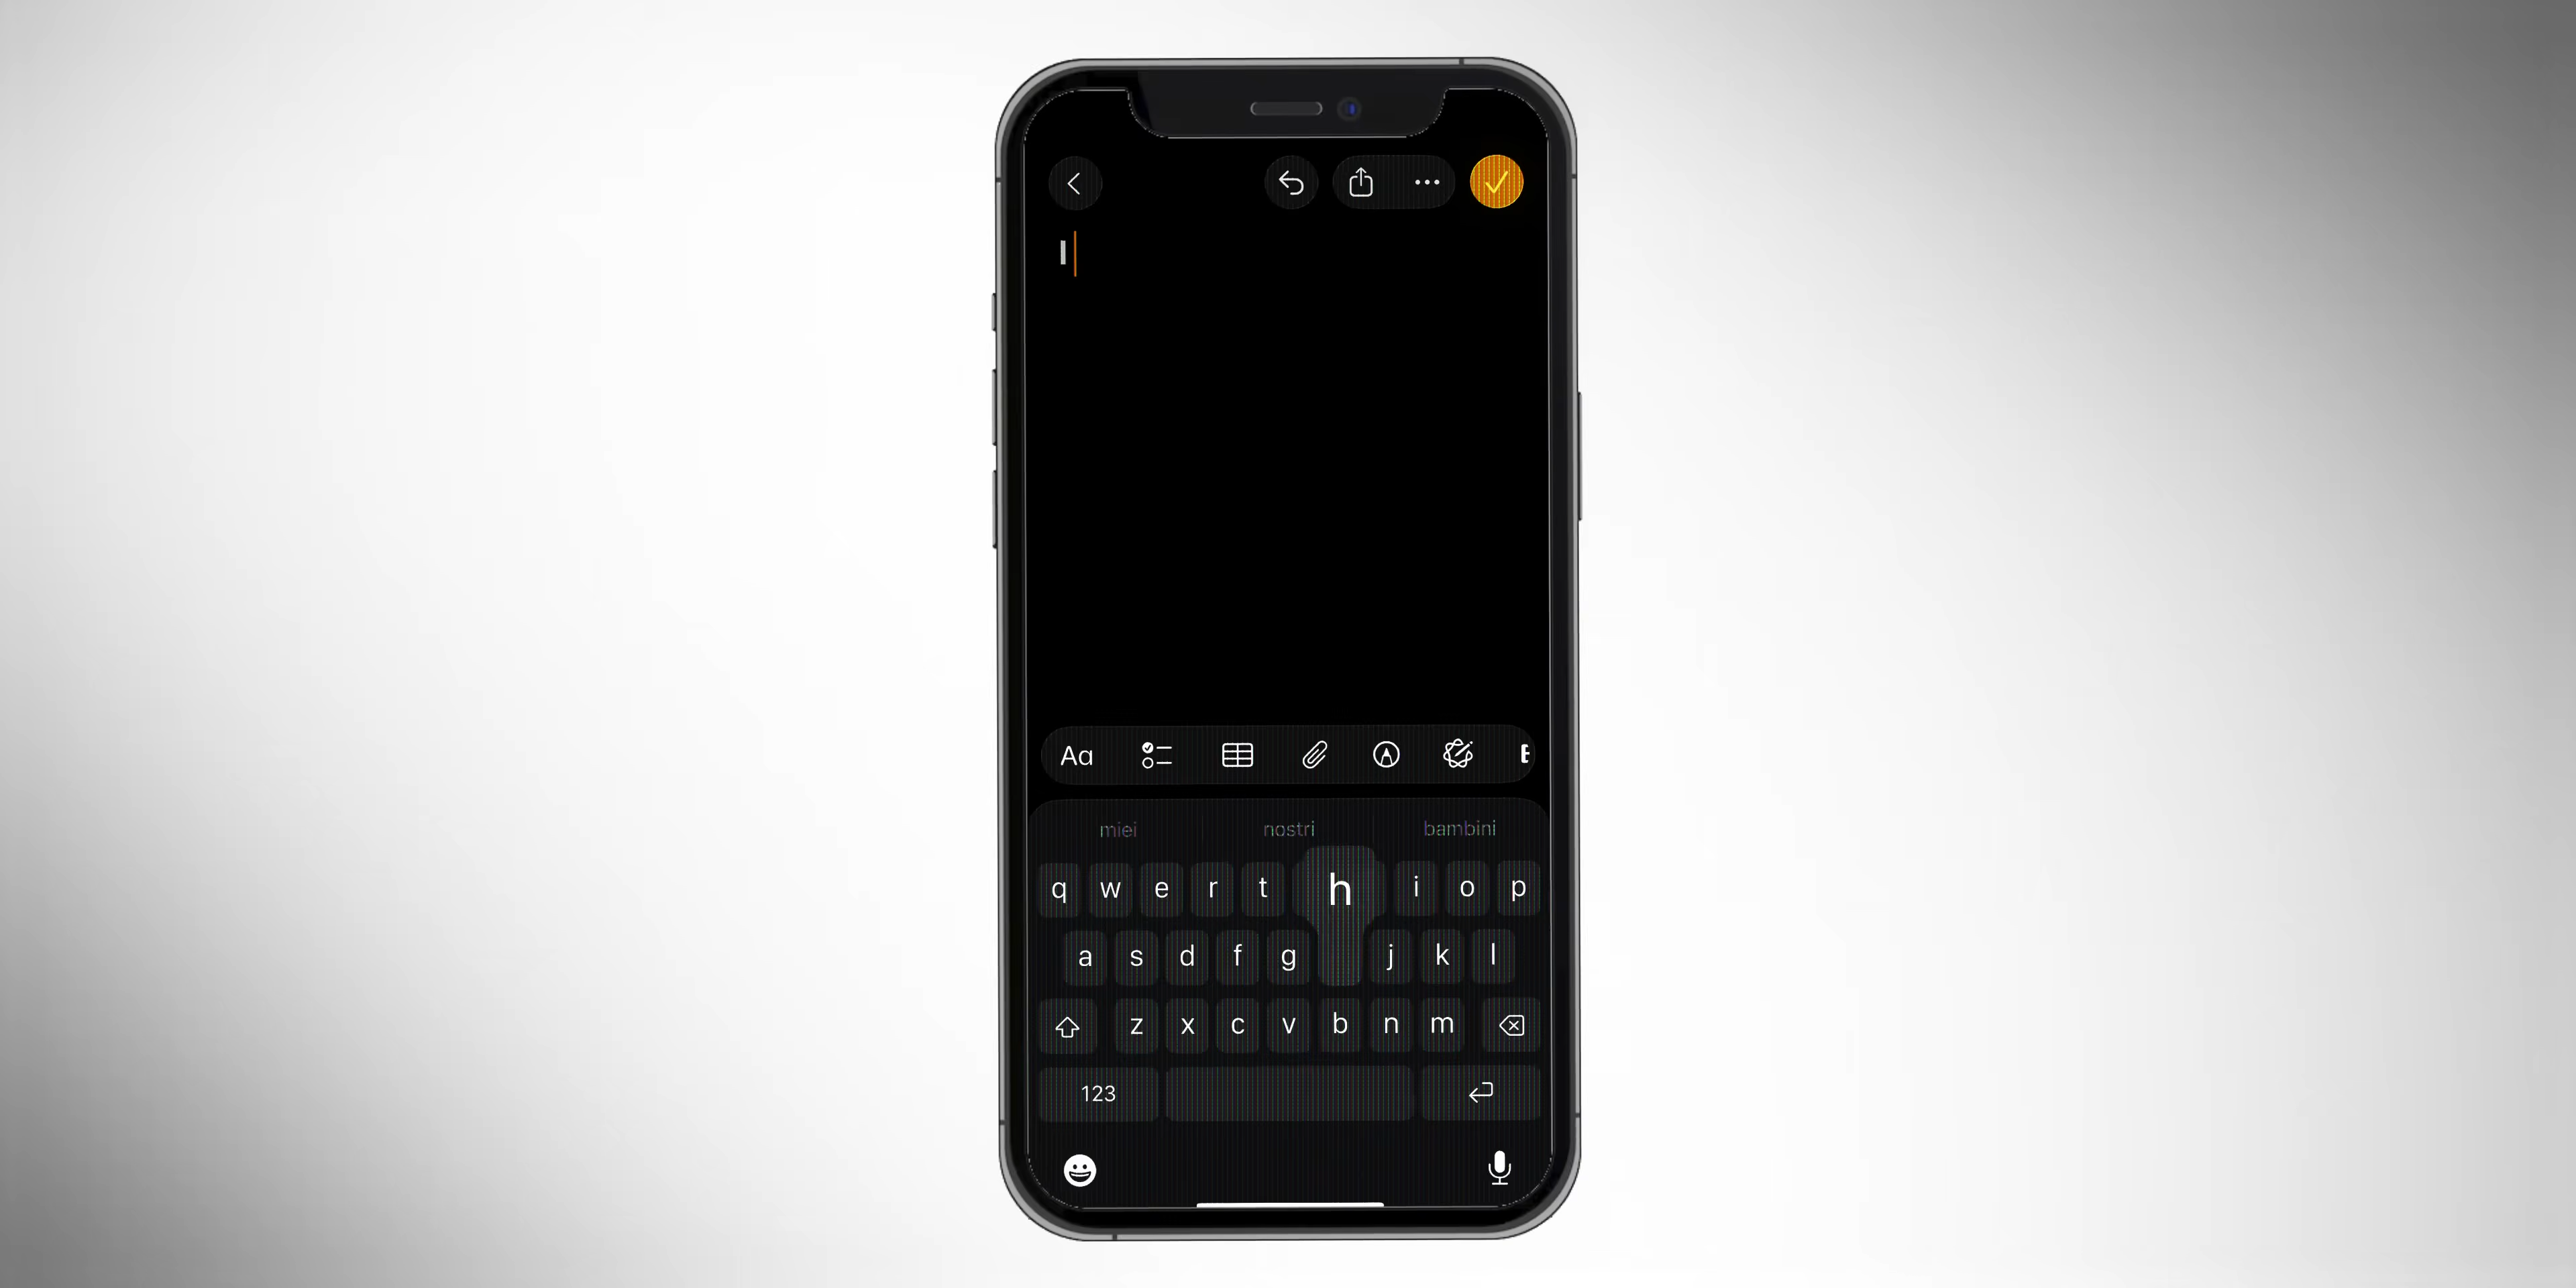 I
Aa
miei nostri bambini
q w e r t h i o p
a s d f g j k l
z x c v b n m
123